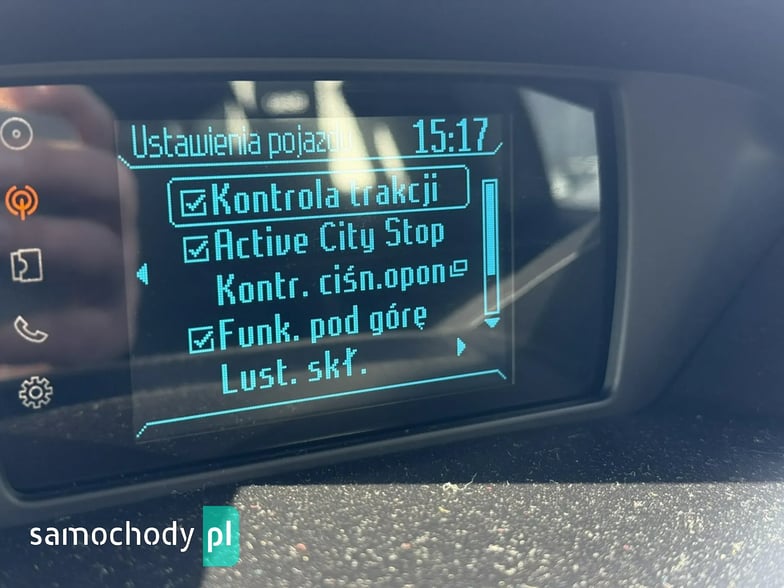 Ustawienia pojazdu 15:17
Kontrola trakcji
Active City Stop
Kontr. ciśn.opon
Funk. pod górę
Lust. skł.
samochody pl